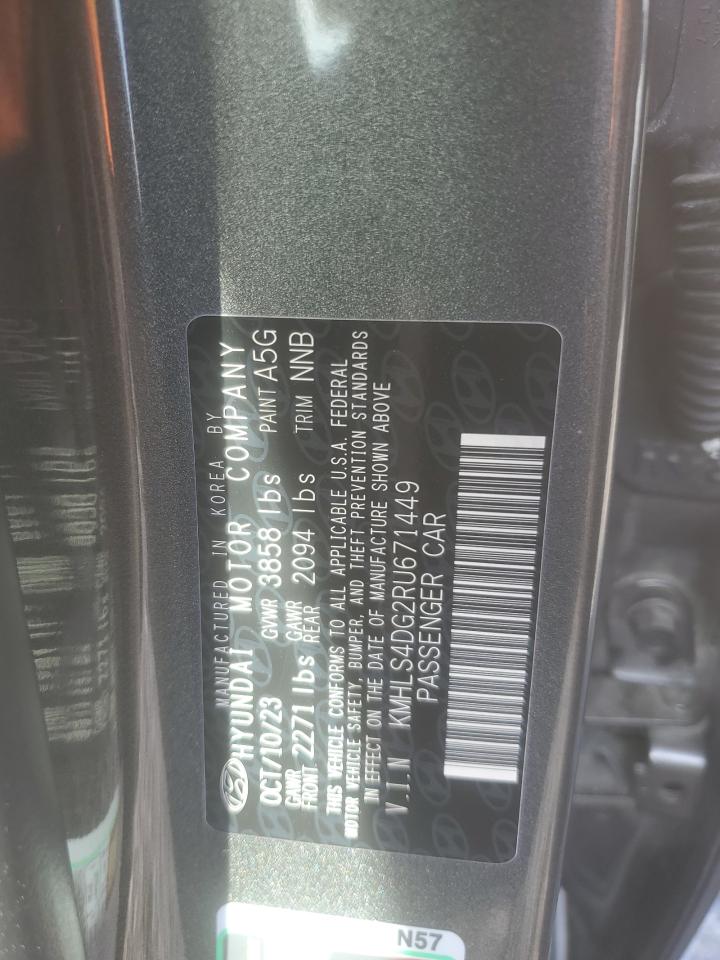 MANUFACTURED IN KOREA BY
HYUNDAI MOTOR COMPANY
OCT/10/23 GVWR 3858 lbs PAINT A5G
GAWR FRONT 2271 lbs GAWR REAR 2094 lbs TRIM NNB
THIS VEHICLE CONFORMS TO ALL APPLICABLE U.S.A. FEDERAL
MOTOR VEHICLE SAFETY, BUMPER, AND THEFT PREVENTION STANDARDS
IN EFFECT ON THE DATE OF MANUFACTURE SHOWN ABOVE
V.I.N KMHLS4DG2RU671449
PASSENGER CAR
N57